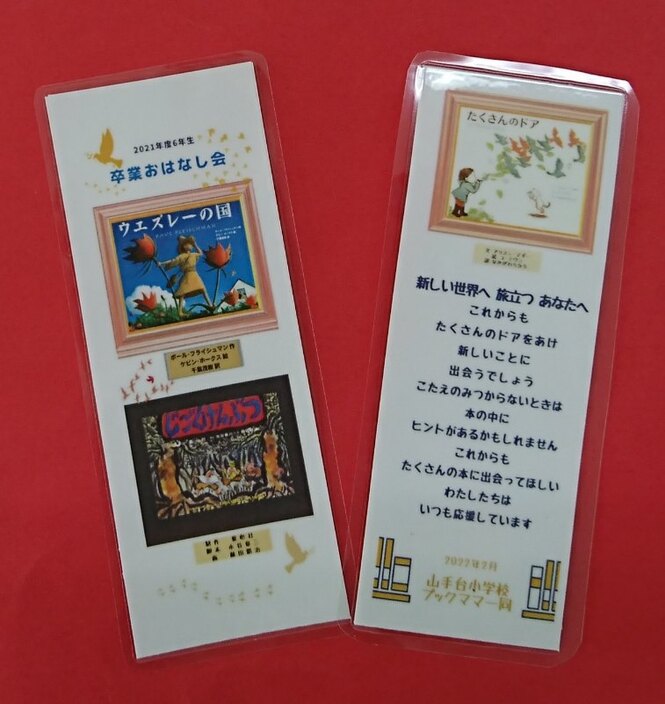 2021年度6年生
卒業おはなし会
ウエズレーの国
PAUL FLEISCHMAN
ポール・フライシュマン 作
ケビン・ホークス 絵
千葉茂樹 訳
じごくけんぶつ
たくさんのドア
新しい世界へ 旅立つ あなたへ
これからも
たくさんのドアをあけ
新しいことに
出会うでしょう
こたえのみつからないときは
本の中に
ヒントがあるかもしれません
これからも
たくさんの本に出会ってほしい
わたしたちは
いつも応援しています
2022年2月
山手台小学校
ブックママ一同